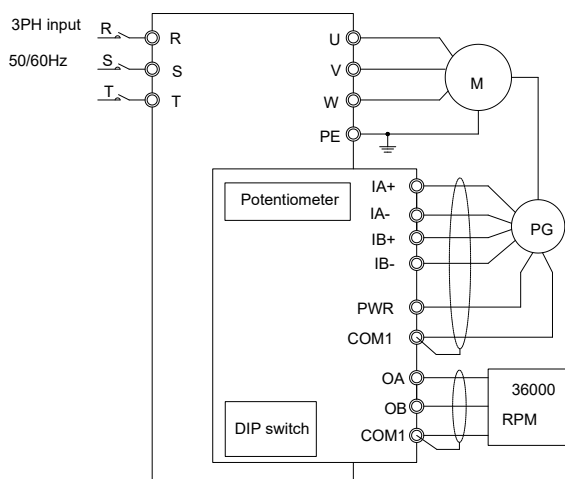 3PH input
50/60Hz
R
S
T
R
S
T
U
V
W
PE
M
Potentiometer
IA+
IA-
IB+
IB-
PWR
COM1
PG
OA
OB
COM1
DIP switch
36000
RPM